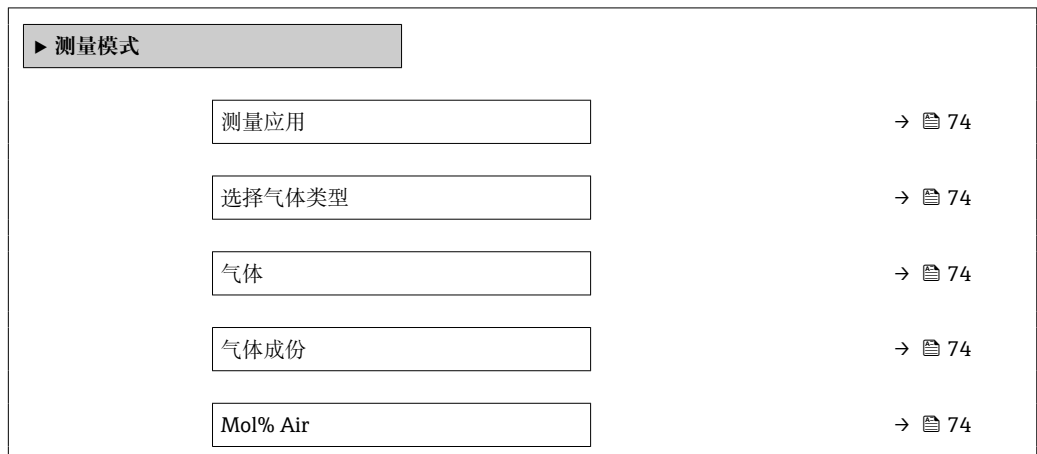 ▶ 测量模式
测量应用 → 74
选择气体类型 → 74
气体 → 74
气体成份 → 74
Mol% Air → 74